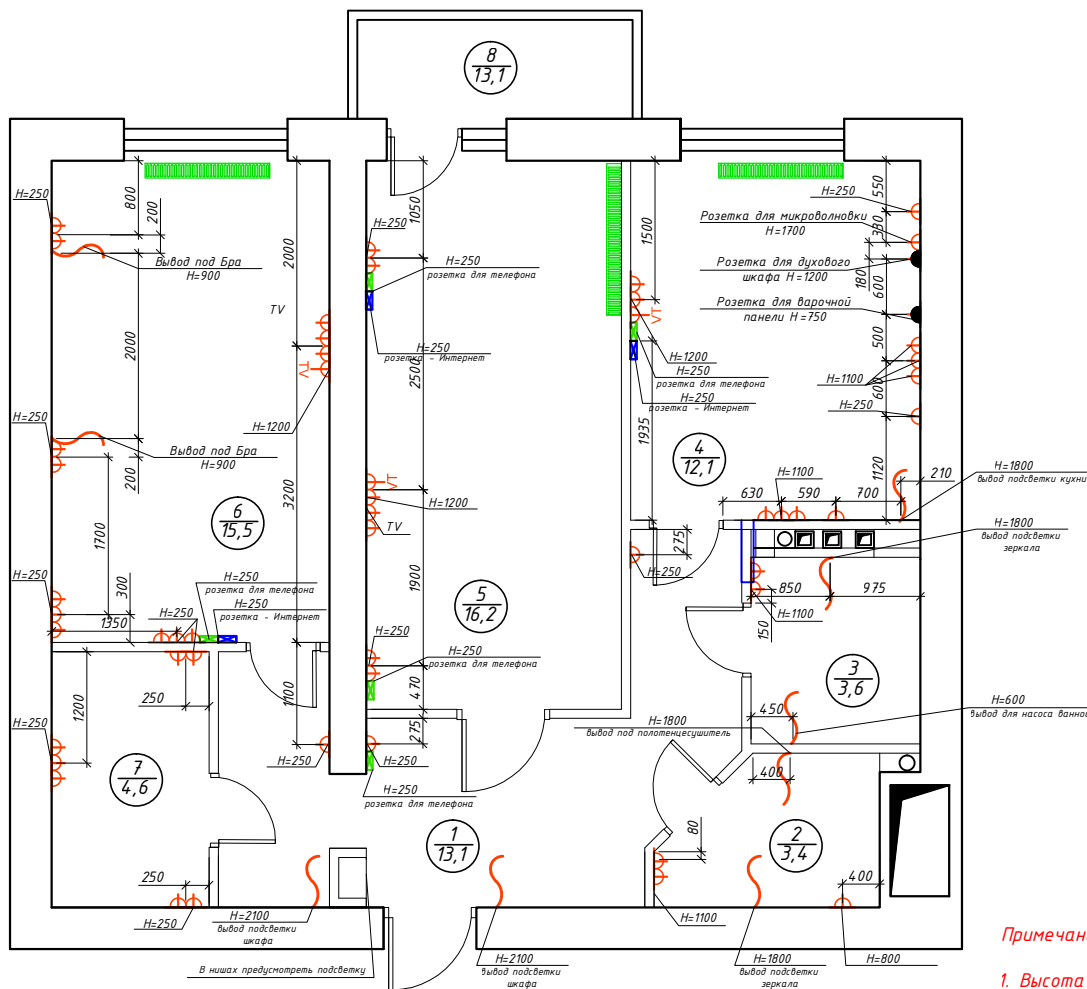 8
13,1
H=250
800
200
Вывод под Бра
H=900
2000
2000
TV
TV
H=1200
H=250
Вывод под Бра
H=900
200
1700
3200
6
15,5
H=250
300
1350
H=250
H=250
розетка для телефона
H=250
розетка - Интернет
1050
H=250
H=250
розетка для телефона
H=250
розетка - Интернет
2500
TV
H=1200
TV
1900
5
16,2
H=250
H=250
розетка для телефона
470
275
H=250
H=250
розетка для телефона
1500
TV
H=1200
H=250
розетка для телефона
H=250
розетка - Интернет
1935
4
12,1
H=250
550
Розетка для микроволновки
H=1700
330
Розетка для духового
шкафа H=1200
180
600
Розетка для варочной
панели H=750
500
H=1100
600
H=250
1120
210
H=1800
вывод подсветки кухни
H=1100
630
590
700
H=1800
вывод подсветки
зеркала
275
H=250
850
975
H=1100
150
3
3,6
450
H=600
вывод для насоса ванной
H=1800
вывод под полотенцесушитель
400
250
1200
H=250
1100
H=250
7
4,6
250
H=250
1
13,1
80
2
3,4
400
H=2100
вывод подсветки
шкафа
H=1100
В нишах предусмотреть подсветку
H=2100
вывод подсветки
шкафа
H=1800
вывод подсветки
зеркала
H=800
Примечан
1. Высота